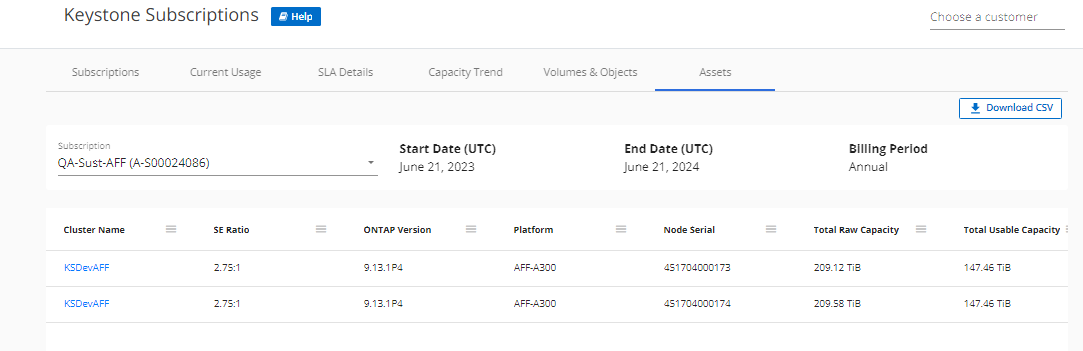 Keystone Subscriptions Help Choose a customer
Subscriptions Current Usage SLA Details Capacity Trend Volumes & Objects Assets
Download CSV
Subscription
QA-Sust-AFF (A-S00024086)
Start Date (UTC) End Date (UTC) Billing Period
June 21, 2023 June 21, 2024 Annual
Cluster Name SE Ratio ONTAP Version Platform Node Serial Total Raw Capacity Total Usable Capacity
KSDevAFF 2.75:1 9.13.1P4 AFF-A300 451704000173 209.12 TiB 147.46 TiB
KSDevAFF 2.75:1 9.13.1P4 AFF-A300 451704000174 209.58 TiB 147.46 TiB